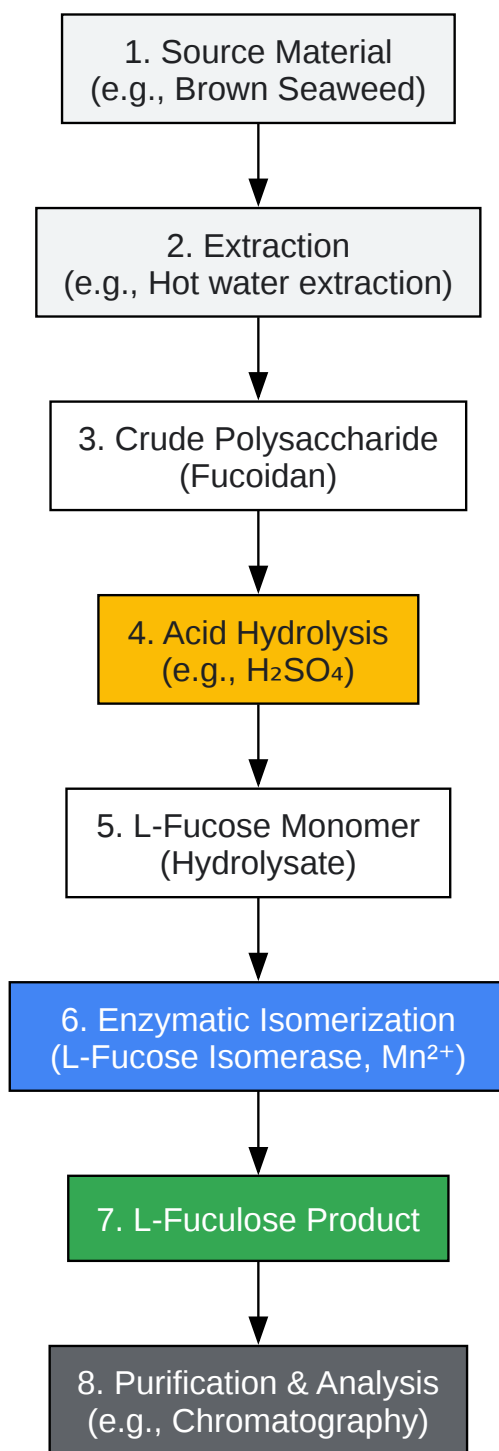 1. Source Material
(e.g., Brown Seaweed)
2. Extraction
(e.g., Hot water extraction)
3. Crude Polysaccharide
(Fucoidan)
4. Acid Hydrolysis
(e.g., H₂SO₄)
5. L-Fucose Monomer
(Hydrolysate)
6. Enzymatic Isomerization
(L-Fucose Isomerase, Mn²⁺)
7. L-Fuculose Product
8. Purification & Analysis
(e.g., Chromatography)